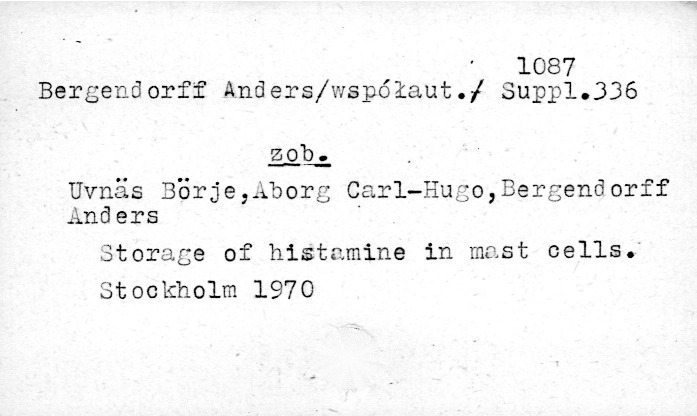 1087
Bergendorff Anders/współaut./ Suppl.336
zob.
Uvnäs Börje,Aborg Carl-Hugo,Bergendorff
Anders
Storage of histamine in mast cells.
Stockholm 1970